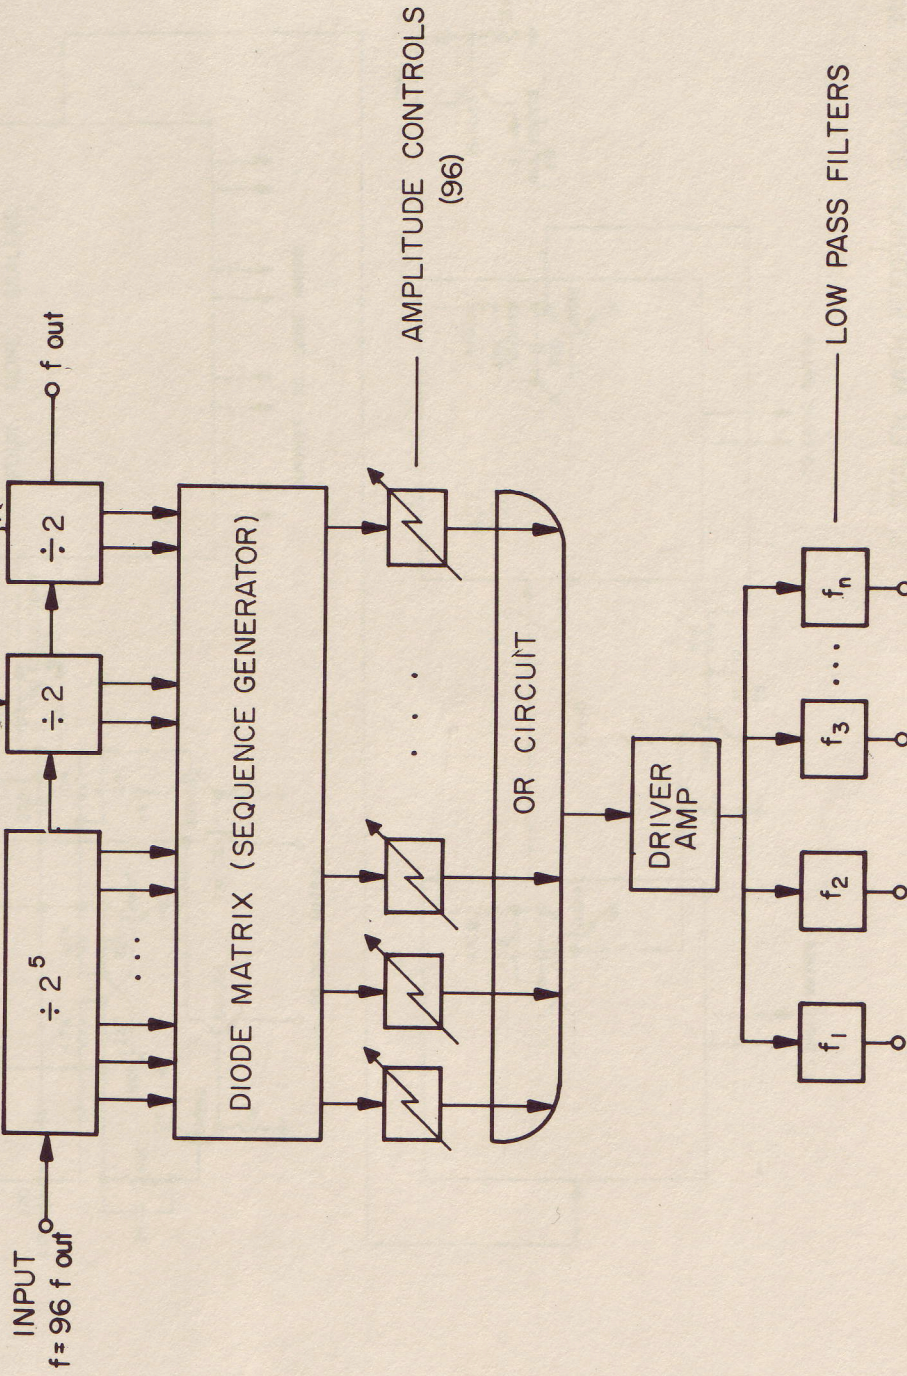 INPUT
f = 96 f out
÷ 2⁵
÷ 2
÷ 2
f out
. . .
DIODE MATRIX (SEQUENCE GENERATOR)
. . .
AMPLITUDE CONTROLS
(96)
OR CIRCUIT
DRIVER
AMP
f₁
f₂
f₃
. . .
fₙ
LOW PASS FILTERS